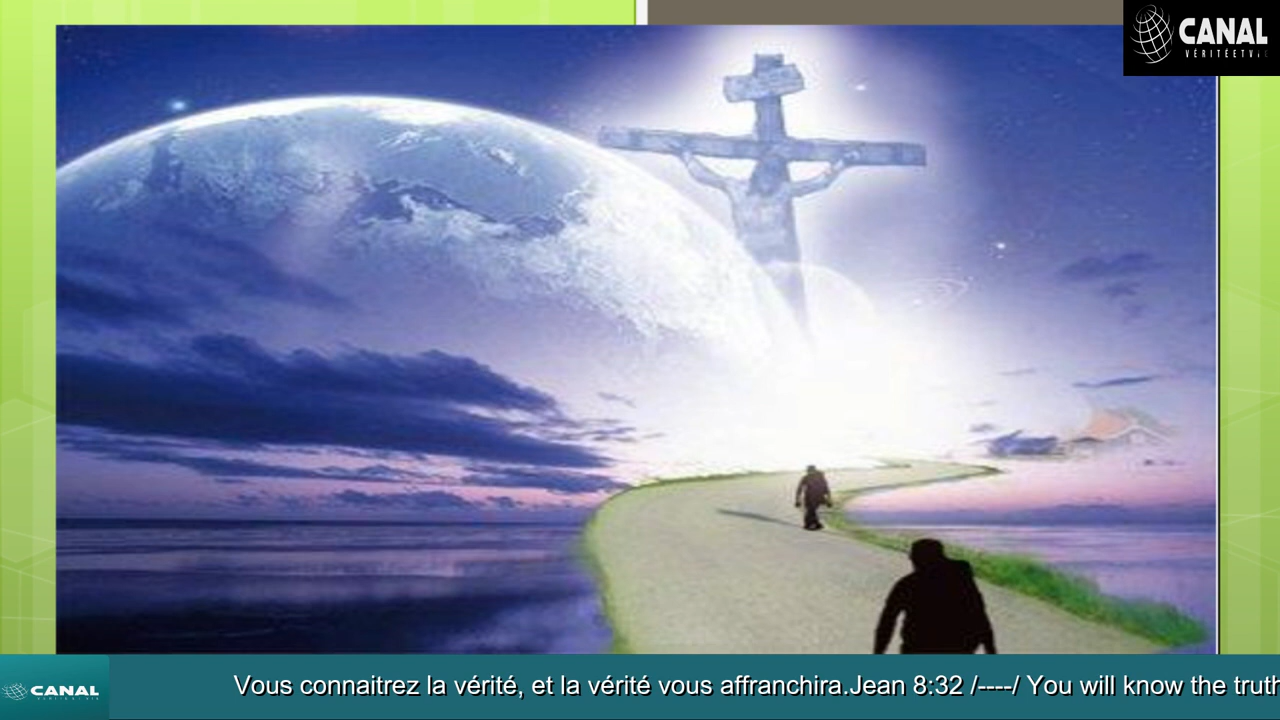 CANAL
VÉRITÉETVIE
CANAL
Vous connaitrez la vérité, et la vérité vous affranchira.Jean 8:32 /----/ You will know the truth